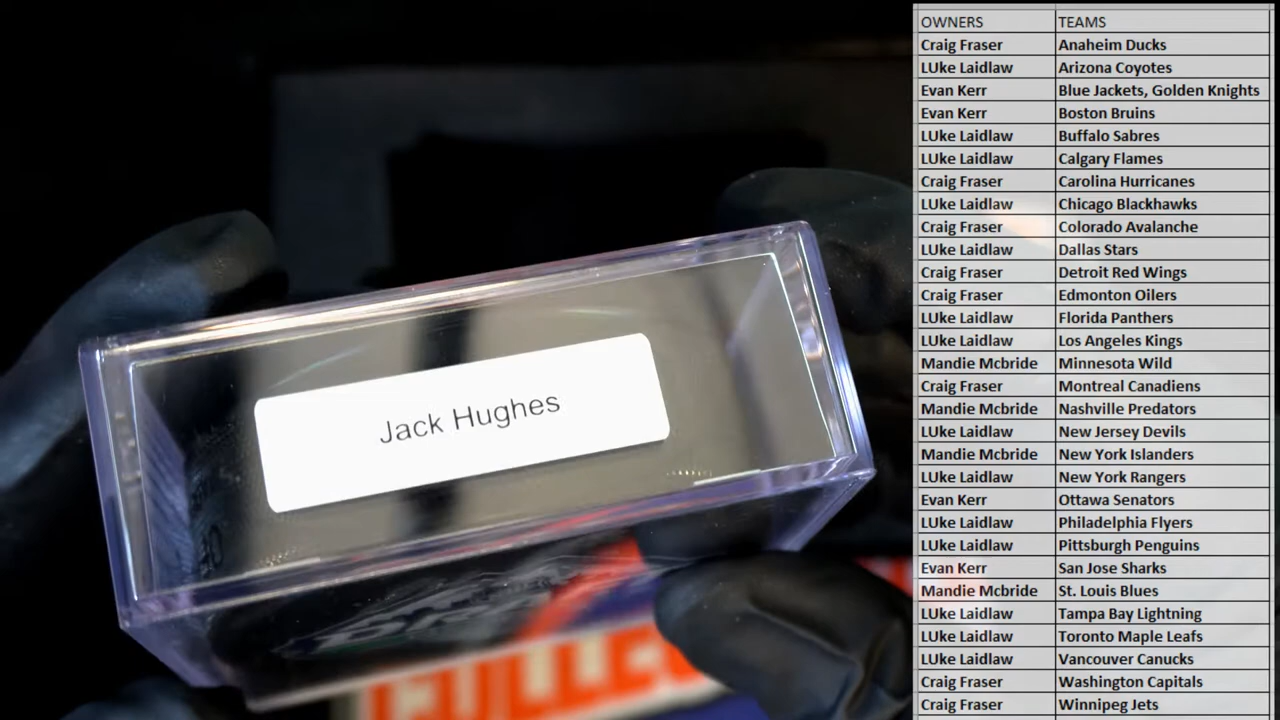 Jack Hughes
OWNERS TEAMS
Craig Fraser Anaheim Ducks
LUke Laidlaw Arizona Coyotes
Evan Kerr Blue Jackets, Golden Knights
Evan Kerr Boston Bruins
LUke Laidlaw Buffalo Sabres
LUke Laidlaw Calgary Flames
Craig Fraser Carolina Hurricanes
LUke Laidlaw Chicago Blackhawks
Craig Fraser Colorado Avalanche
LUke Laidlaw Dallas Stars
Craig Fraser Detroit Red Wings
Craig Fraser Edmonton Oilers
LUke Laidlaw Florida Panthers
LUke Laidlaw Los Angeles Kings
Mandie Mcbride Minnesota Wild
Craig Fraser Montreal Canadiens
Mandie Mcbride Nashville Predators
LUke Laidlaw New Jersey Devils
Mandie Mcbride New York Islanders
LUke Laidlaw New York Rangers
Evan Kerr Ottawa Senators
LUke Laidlaw Philadelphia Flyers
LUke Laidlaw Pittsburgh Penguins
Evan Kerr San Jose Sharks
Mandie Mcbride St. Louis Blues
LUke Laidlaw Tampa Bay Lightning
LUke Laidlaw Toronto Maple Leafs
LUke Laidlaw Vancouver Canucks
Craig Fraser Washington Capitals
Craig Fraser Winnipeg Jets